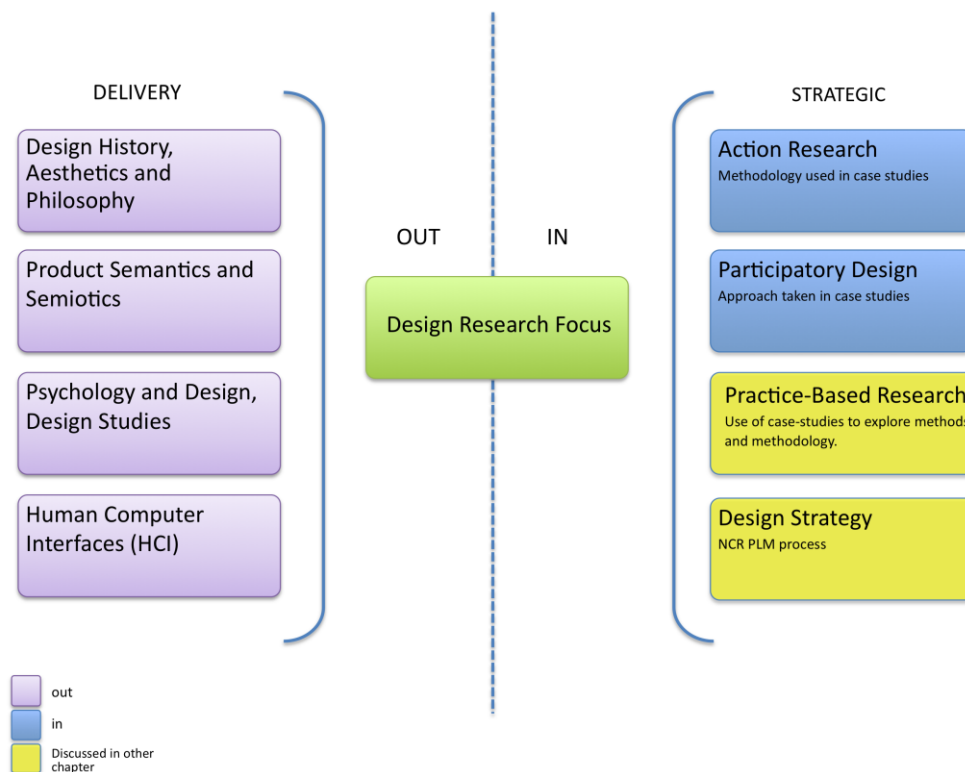 DELIVERY
Design History,
Aesthetics and
Philosophy
Product Semantics and
Semiotics
Psychology and Design,
Design Studies
Human Computer
Interfaces (HCI)
OUT
IN
Design Research Focus
STRATEGIC
Action Research
Methodology used in case studies
Participatory Design
Approach taken in case studies
Practice-Based Research
Use of case-studies to explore methods
and methodology.
Design Strategy
NCR PLM process
out
in
Discussed in other
chapter